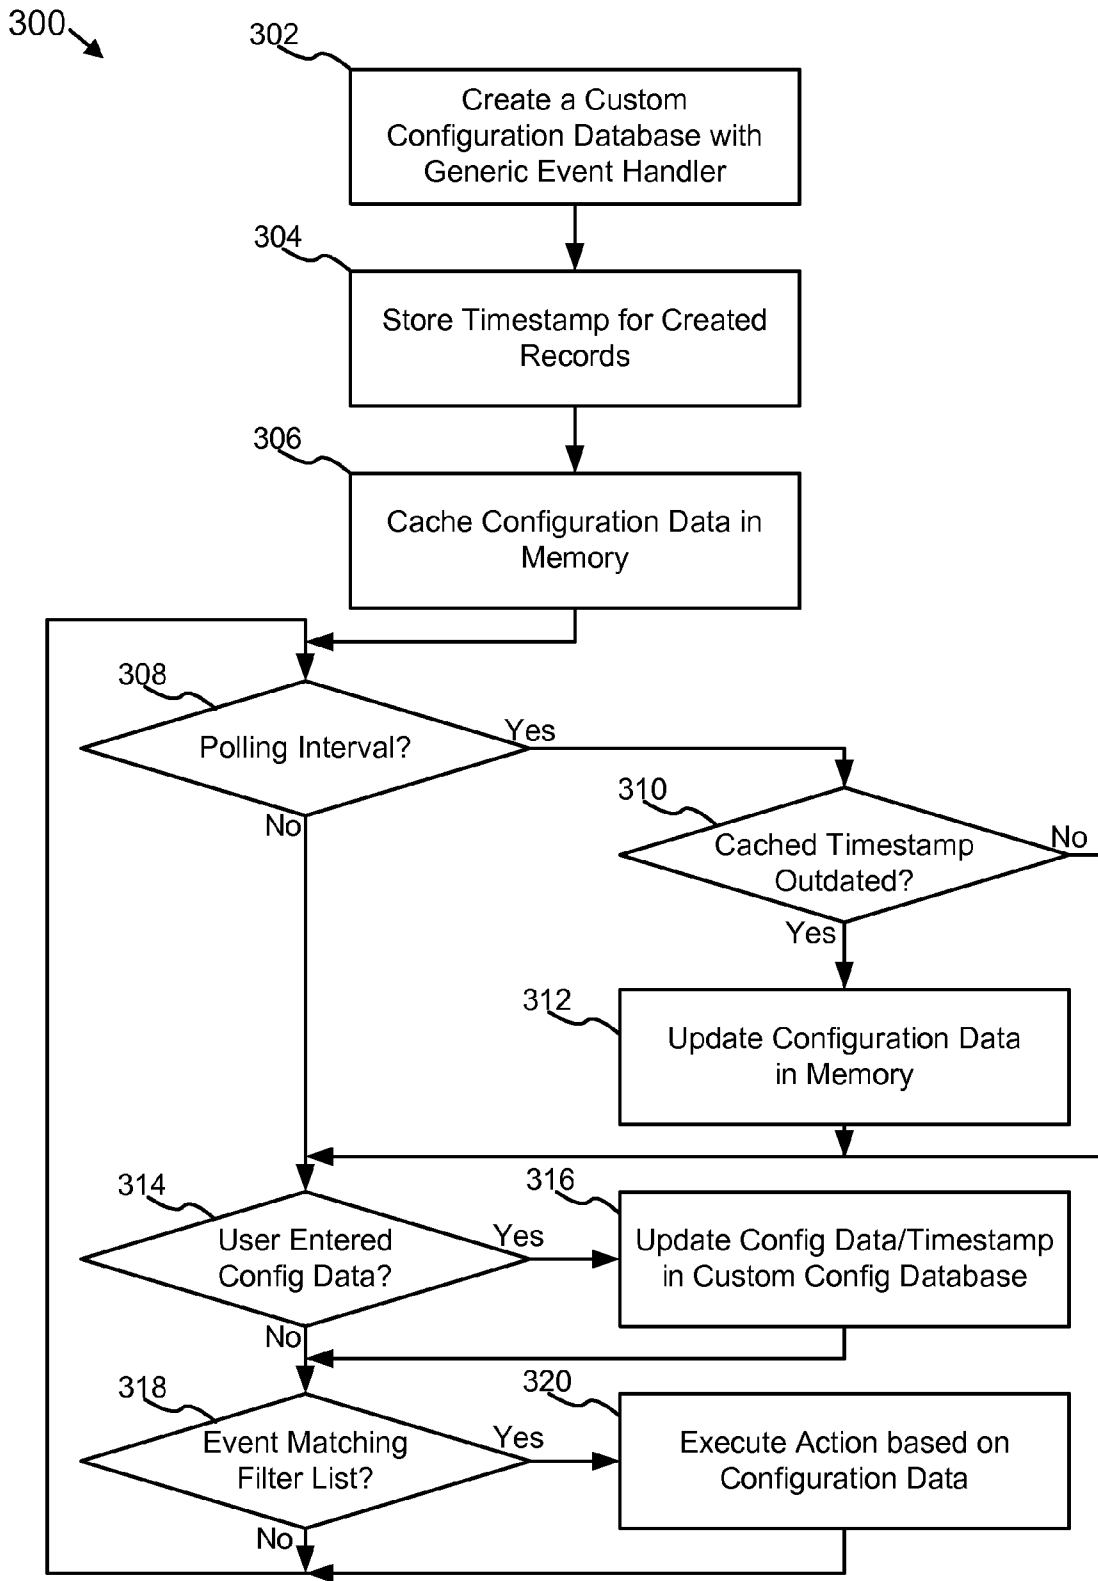 300
302
Create a Custom
Configuration Database with
Generic Event Handler
304
Store Timestamp for Created
Records
306
Cache Configuration Data in
Memory
308
Polling Interval?
Yes
No
310
Cached Timestamp
Outdated?
No
Yes
312
Update Configuration Data
in Memory
314
User Entered
Config Data?
Yes
No
316
Update Config Data/Timestamp
in Custom Config Database
318
Event Matching
Filter List?
Yes
No
320
Execute Action based on
Configuration Data